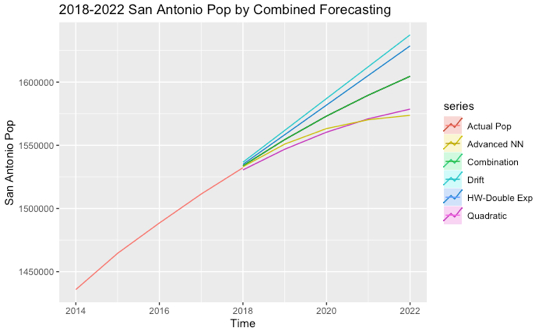 2018-2022 San Antonio Pop by Combined Forecasting
San Antonio Pop
1600000
1550000
1500000
1450000
2014
2016
2018
2020
2022
Time
series
Actual Pop
Advanced NN
Combination
Drift
HW-Double Exp
Quadratic